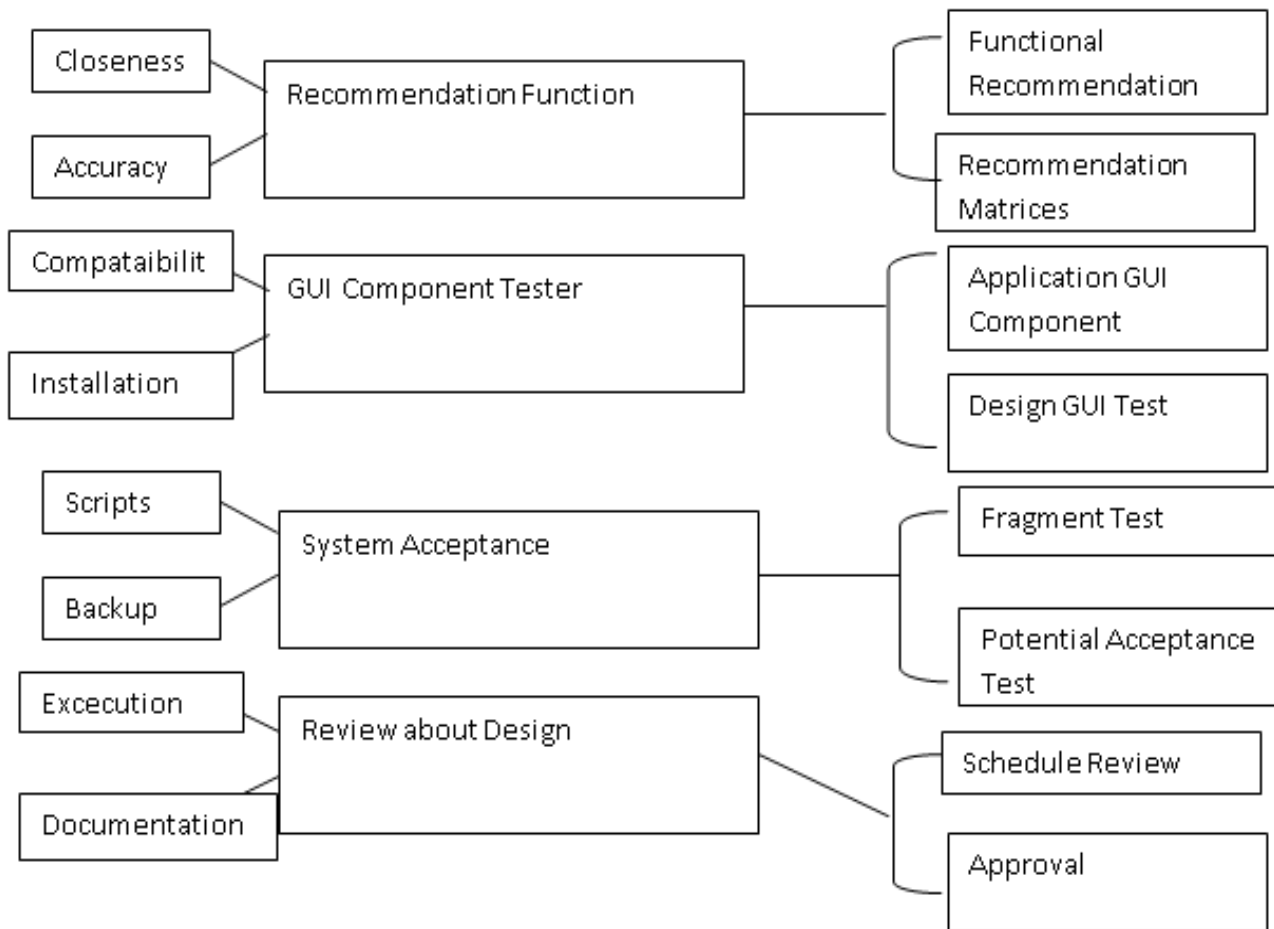 Closeness
Accuracy
Recommendation Function
Functional
Recommendation
Recommendation
Matrices
Compataibilit
Installation
GUI Component Tester
Application GUI
Component
Design GUI Test
Scripts
Backup
System Acceptance
Fragment Test
Potential Acceptance
Test
Excecution
Documentation
Review about Design
Schedule Review
Approval